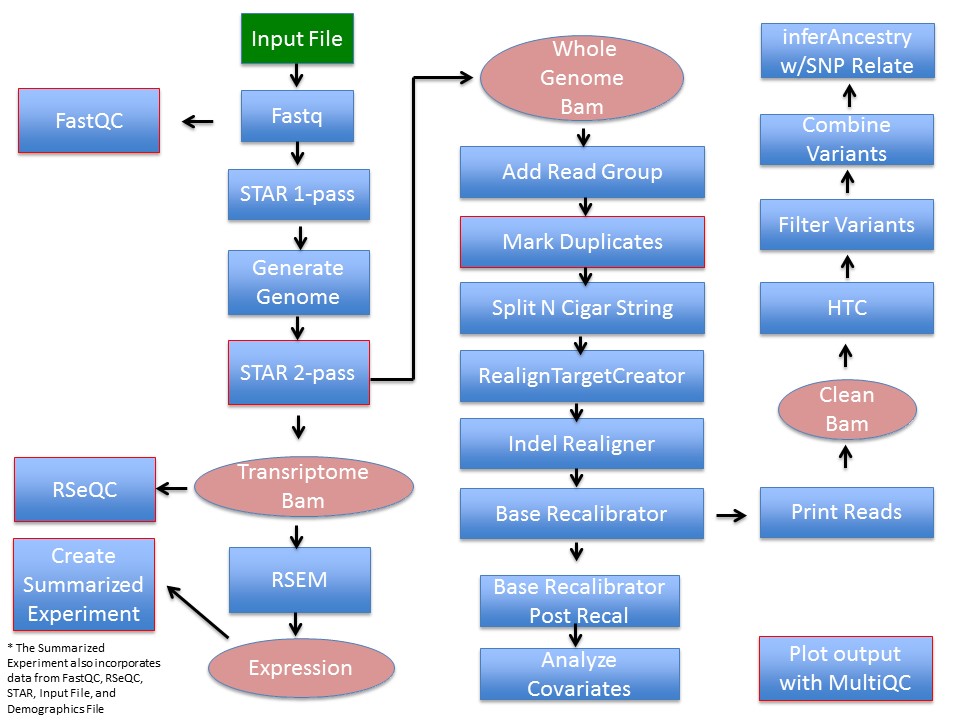 Input File
Fastq
FastQC
STAR 1-pass
Generate
Genome
STAR 2-pass
Transriptome
Bam
RSeQC
RSEM
Create
Summarized
Experiment
Expression
* The Summarized
Experiment also incorporates
data from FastQC, RSeQC,
STAR, Input File, and
Demographics File
Whole
Genome
Bam
Add Read Group
Mark Duplicates
Split N Cigar String
RealignTargetCreator
Indel Realigner
Base Recalibrator
Base Recalibrator
Post Recal
Analyze
Covariates
inferAncestry
w/SNP Relate
Combine
Variants
Filter Variants
HTC
Clean
Bam
Print Reads
Plot output
with MultiQC